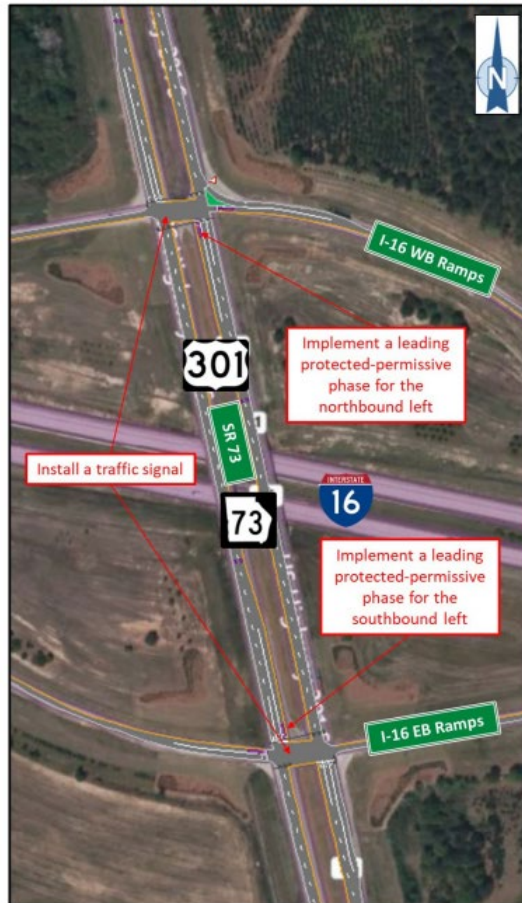 N
I-16 WB Ramps
Implement a leading
protected-permissive
phase for the
northbound left
301
SR 73
Install a traffic signal
73
INTERSTATE
16
Implement a leading
protected-permissive
phase for the
southbound left
I-16 EB Ramps